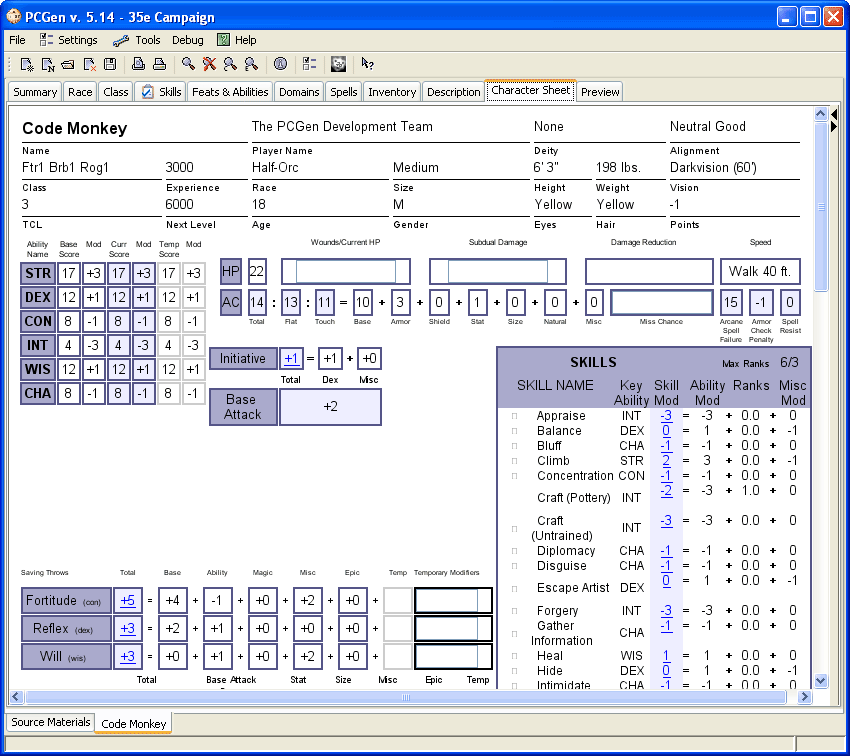 PCGen v. 5.14 - 35e Campaign
File Settings Tools Debug Help
Summary Race Class Skills Feats & Abilities Domains Spells Inventory Description Character Sheet Preview
Code Monkey The PCGen Development Team None Neutral Good
Name Player Name Deity Alignment
Ftr1 Brb1 Rog1 3000 Half-Orc Medium 6' 3" 198 lbs. Darkvision (60')
Class Experience Race Size Height Weight Vision
3 6000 18 M Yellow Yellow -1
TCL Next Level Age Gender Eyes Hair Points
Ability Name Base Score Mod Curr Score Mod Temp Score Mod
STR 17 +3 17 +3 17 +3
DEX 12 +1 12 +1 12 +1
CON 8 -1 8 -1 8 -1
INT 4 -3 4 -3 4 -3
WIS 12 +1 12 +1 12 +1
CHA 8 -1 8 -1 8 -1
Wounds/Current HP Subdual Damage Damage Reduction Speed
HP 22 Walk 40 ft.
AC 14 : 13 : 11 = 10 + 3 + 0 + 1 + 0 + 0 + 0 15 -1 0
Total Flat Touch Base Armor Shield Stat Size Natural Misc Miss Chance Arcane Spell Failure Armor Check Penalty Spell Resist
Initiative +1 = +1 + +0
Total Dex Misc
Base Attack +2
SKILLS Max Ranks 6/3
SKILL NAME Key Ability Skill Mod Ability Mod Ranks Misc Mod
Appraise INT -3 = -3 + 0.0 + 0
Balance DEX 0 = 1 + 0.0 + -1
Bluff CHA -1 = -1 + 0.0 + 0
Climb STR 2 = 3 + 0.0 + -1
Concentration CON -1 = -1 + 0.0 + 0
Craft (Pottery) INT -2 = -3 + 1.0 + 0
Craft (Untrained) INT -3 = -3 + 0.0 + 0
Diplomacy CHA -1 = -1 + 0.0 + 0
Disguise CHA -1 = -1 + 0.0 + 0
Escape Artist DEX 0 = 1 + 0.0 + -1
Forgery INT -3 = -3 + 0.0 + 0
Gather Information CHA -1 = -1 + 0.0 + 0
Heal WIS 1 = 1 + 0.0 + 0
Hide DEX 0 = 1 + 0.0 + -1
Intimidate CHA -1 = -1 + 0.0 + 0
Saving Throws Total Base Ability Magic Misc Epic Temp Temporary Modifiers
Fortitude (con) +5 = +4 + -1 + +0 + +2 + +0 +
Reflex (dex) +3 = +2 + +1 + +0 + +0 + +0 +
Will (wis) +3 = +0 + +1 + +0 + +2 + +0 +
Total Base Attack Stat Size Misc Epic Temp
Source Materials Code Monkey